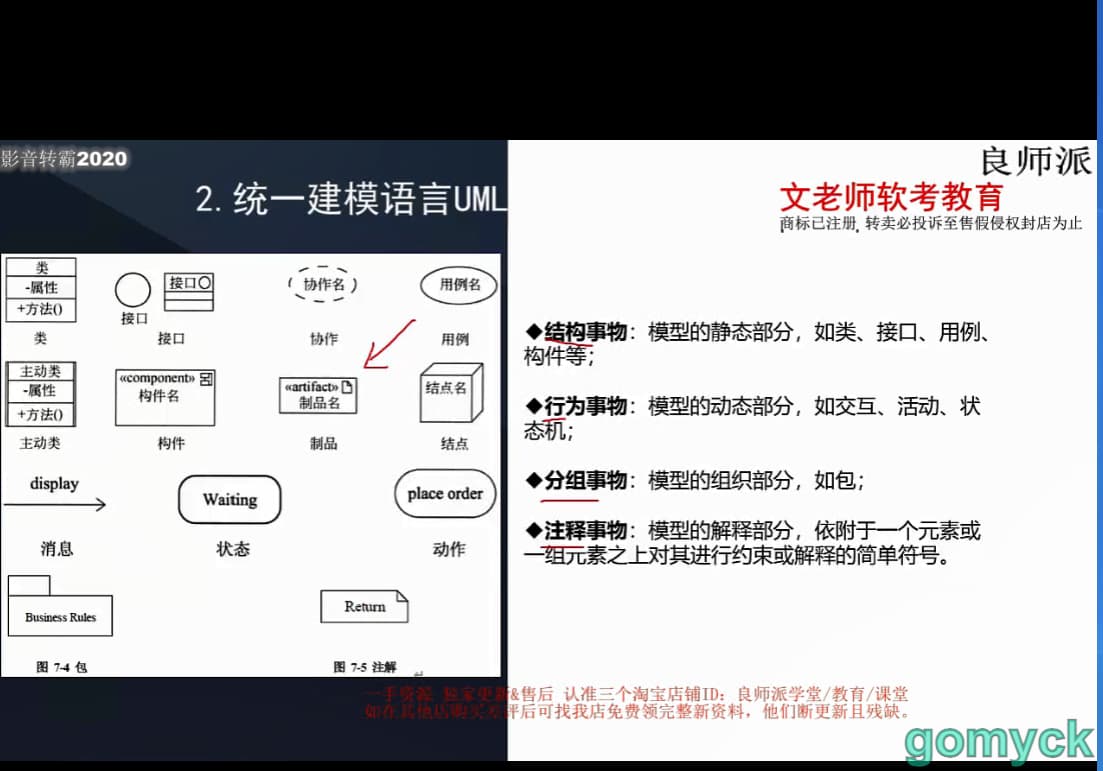 影音转霸2020
良师派
2.统一建模语言UML
文老师软考教育
商标已注册，转卖必投诉至售假侵权封店为止
类
-属性
+方法()
类
接口
接口○
接口
协作名
协作
用例名
用例
主动类
-属性
+方法()
主动类
«component»
构件名
构件
«artifact»
制品名
制品
结点名
结点
display
消息
Waiting
状态
place order
动作
Business Rules
图 7-4 包
Return
图 7-5 注解
◆结构事物：模型的静态部分，如类、接口、用例、
构件等；
◆行为事物：模型的动态部分，如交互、活动、状
态机；
◆分组事物：模型的组织部分，如包；
◆注释事物：模型的解释部分，依附于一个元素或
一组元素之上对其进行约束或解释的简单符号。
一手资源 独家更新&售后 认准三个淘宝店铺ID：良师派学堂/教育/课堂
如在其他店购买差评后可找我店免费领完整新资料，他们断更新且残缺。
gomyck